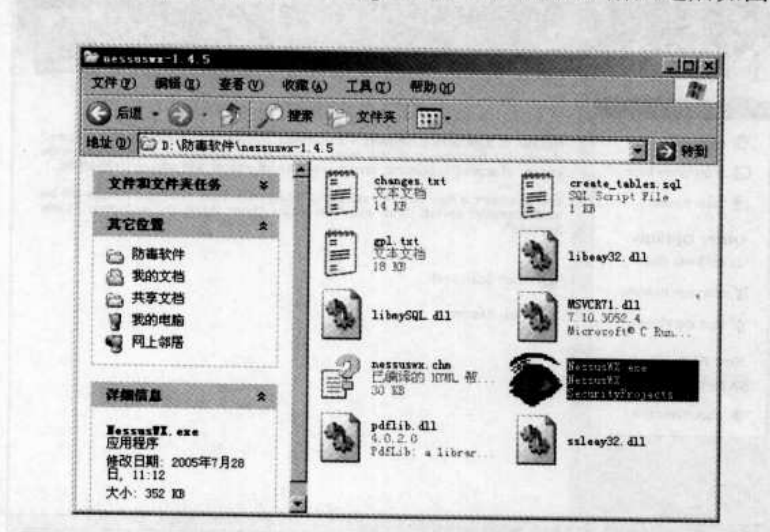 nessuswx-1.4.5
文件(F) 编辑(E) 查看(V) 收藏(A) 工具(T) 帮助(H)
后退 搜索 文件夹
地址(D) D:\防毒软件\nessuswx-1.4.5 转到
文件和文件夹任务
其它位置
防毒软件
我的文档
共享文档
我的电脑
网上邻居
详细信息
NessusWX.exe
应用程序
修改日期: 2005年7月28
日, 11:12
大小: 352 KB
changes.txt
文本文档
14 KB
create_tables.sql
SQL Script File
1 KB
gpl.txt
文本文档
18 KB
libeay32.dll
libmySQL.dll
MSVCR71.dll
7.10.3052.4
Microsoft® C Run...
nessuswx.chm
已编译的 HTML 帮...
30 KB
NessusWX.exe
NessusWX
SecurityProjects
pdflib.dll
4.0.2.0
PdfLib: a librar...
ssleay32.dll